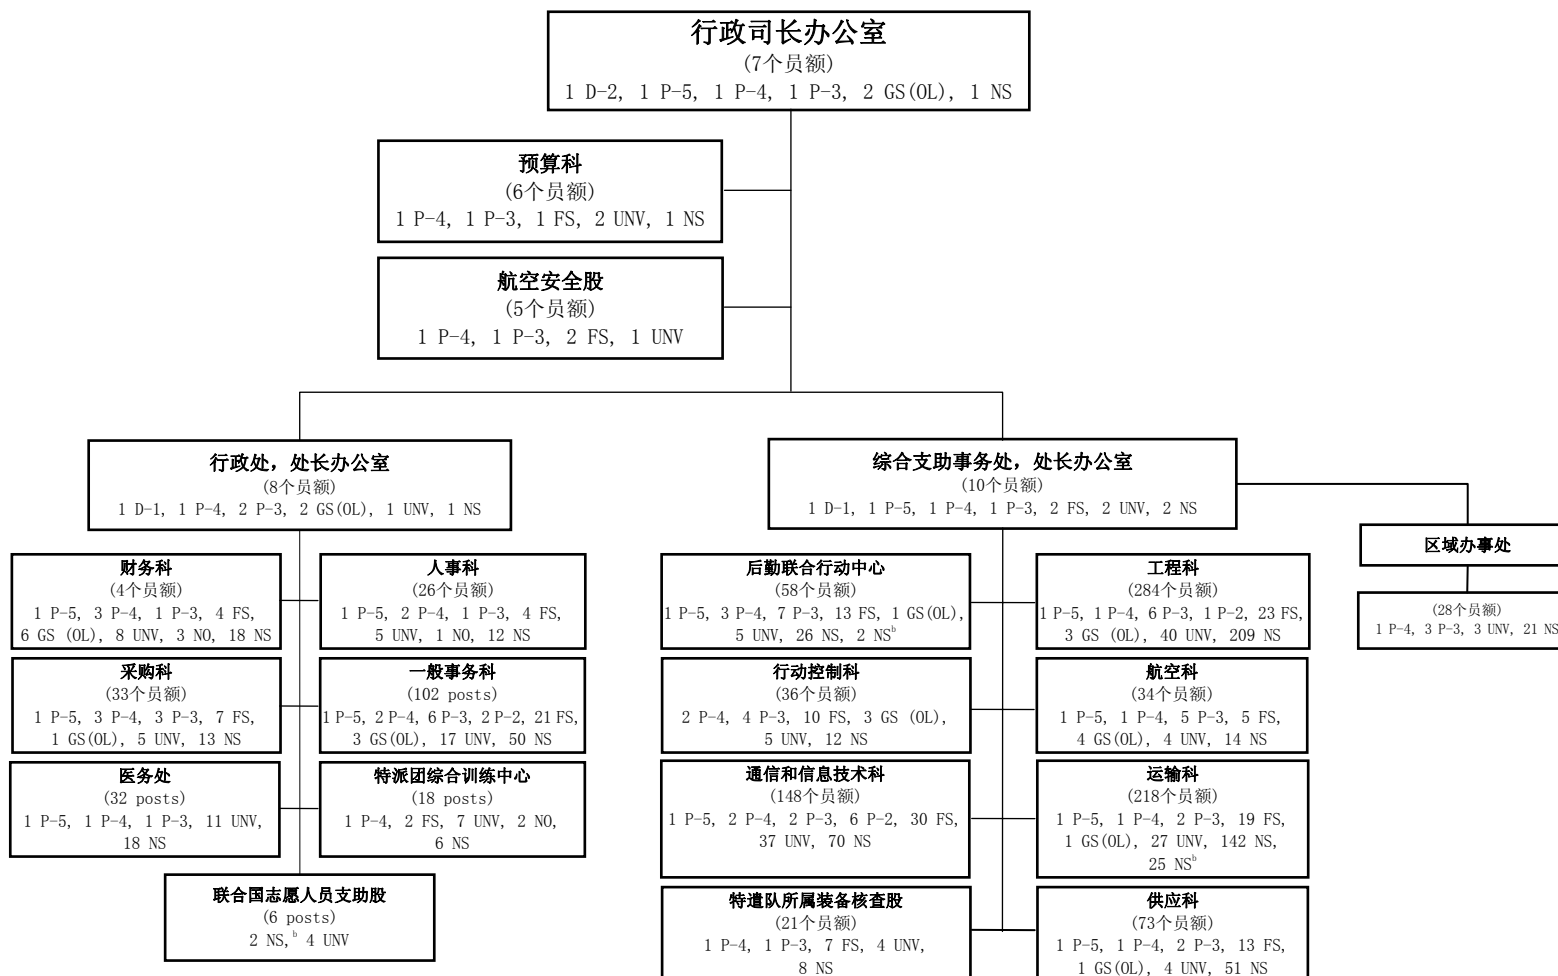 行政司长办公室
(7个员额)
1 D-2, 1 P-5, 1 P-4, 1 P-3, 2 GS(OL), 1 NS
预算科
(6个员额)
1 P-4, 1 P-3, 1 FS, 2 UNV, 1 NS
航空安全股
(5个员额)
1 P-4, 1 P-3, 2 FS, 1 UNV
行政处，处长办公室
(8个员额)
1 D-1, 1 P-4, 2 P-3, 2 GS(OL), 1 UNV, 1 NS
综合支助事务处，处长办公室
(10个员额)
1 D-1, 1 P-5, 1 P-4, 1 P-3, 2 FS, 2 UNV, 2 NS
区域办事处
(28个员额)
1 P-4, 3 P-3, 3 UNV, 21 NS
财务科
(4个员额)
1 P-5, 3 P-4, 1 P-3, 4 FS,
6 GS (OL), 8 UNV, 3 NO, 18 NS
人事科
(26个员额)
1 P-5, 2 P-4, 1 P-3, 4 FS,
5 UNV, 1 NO, 12 NS
采购科
(33个员额)
1 P-5, 3 P-4, 3 P-3, 7 FS,
1 GS(OL), 5 UNV, 13 NS
一般事务科
(102 posts)
1 P-5, 2 P-4, 6 P-3, 2 P-2, 21 FS,
3 GS(OL), 17 UNV, 50 NS
医务处
(32 posts)
1 P-5, 1 P-4, 1 P-3, 11 UNV,
18 NS
特派团综合训练中心
(18 posts)
1 P-4, 2 FS, 7 UNV, 2 NO,
6 NS
联合国志愿人员支助股
(6 posts)
2 NS,ᵇ 4 UNV
后勤联合行动中心
(58个员额)
1 P-5, 3 P-4, 7 P-3, 13 FS, 1 GS(OL),
5 UNV, 26 NS, 2 NSᵇ
工程科
(284个员额)
1 P-5, 1 P-4, 6 P-3, 1 P-2, 23 FS,
3 GS (OL), 40 UNV, 209 NS
行动控制科
(36个员额)
2 P-4, 4 P-3, 10 FS, 3 GS (OL),
5 UNV, 12 NS
航空科
(34个员额)
1 P-5, 1 P-4, 5 P-3, 5 FS,
4 GS(OL), 4 UNV, 14 NS
通信和信息技术科
(148个员额)
1 P-5, 2 P-4, 2 P-3, 6 P-2, 30 FS,
37 UNV, 70 NS
运输科
(218个员额)
1 P-5, 1 P-4, 2 P-3, 19 FS,
1 GS(OL), 27 UNV, 142 NS,
25 NSᵇ
特遣队所属装备核查股
(21个员额)
1 P-4, 1 P-3, 7 FS, 4 UNV,
8 NS
供应科
(73个员额)
1 P-5, 1 P-4, 2 P-3, 13 FS,
1 GS(OL), 4 UNV, 51 NS